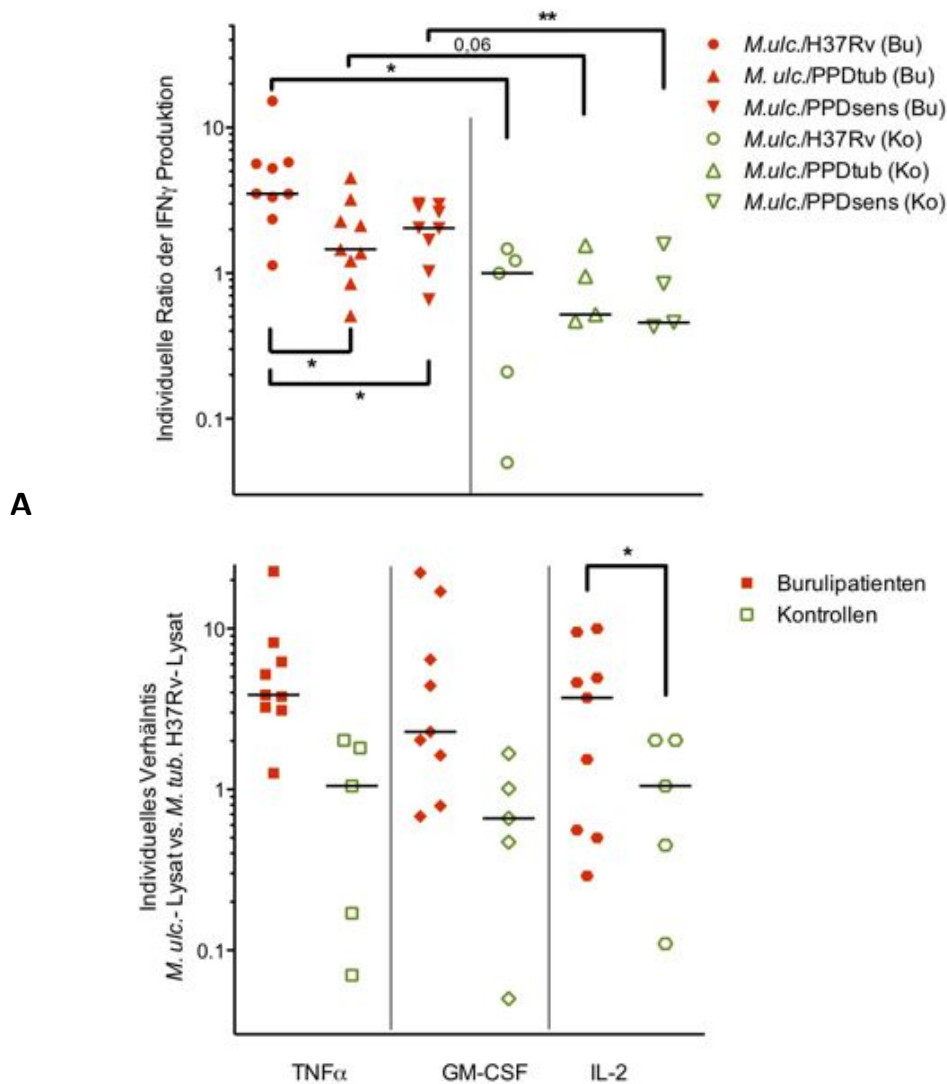 **
0,06
*
M.ulc./H37Rv (Bu)
M. ulc./PPDtub (Bu)
M.ulc./PPDsens (Bu)
M.ulc./H37Rv (Ko)
M.ulc./PPDtub (Ko)
M.ulc./PPDsens (Ko)
Individuelle Ratio der IFNγ Produktion
10
1
0.1
*
*
A
*
Burulipatienten
Kontrollen
Individuelles Verhälntis
M. ulc.- Lysat vs. M. tub. H37Rv- Lysat
10
1
0.1
TNFα GM-CSF IL-2